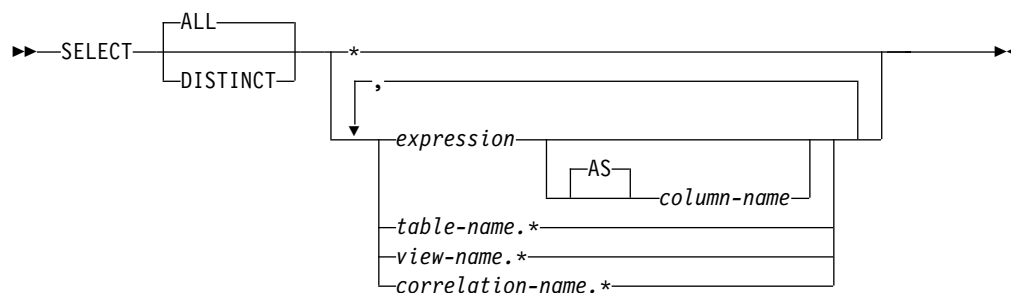 ALL
SELECT *
DISTINCT
,
expression
AS
column-name
table-name.*
view-name.*
correlation-name.*